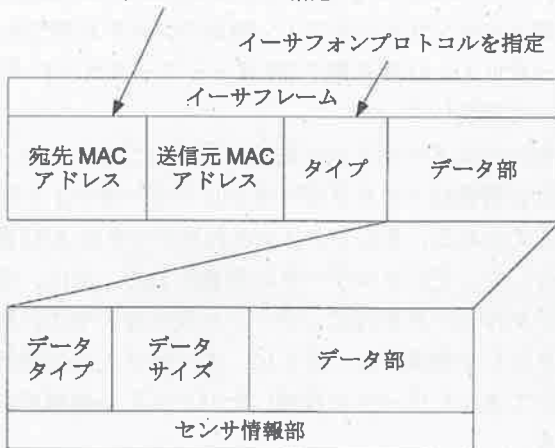 イーサフォンプロトコルを指定
イーサフレーム
宛先 MAC
アドレス
送信元 MAC
アドレス
タイプ
データ部
データ
タイプ
データ
サイズ
データ部
センサ情報部